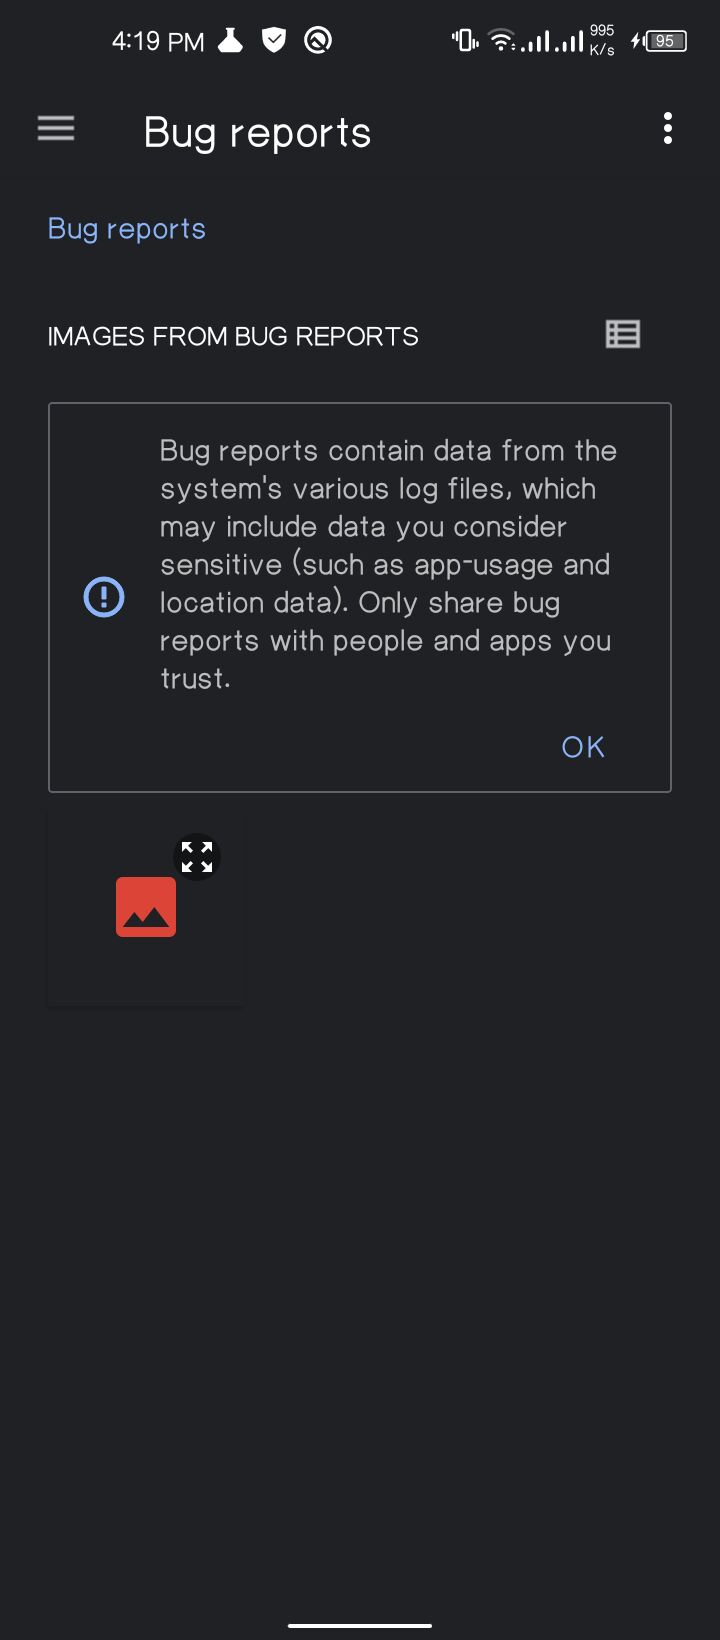 4:19 PM
995
K/s
95
Bug reports
Bug reports
IMAGES FROM BUG REPORTS
Bug reports contain data from the
system's various log files, which
may include data you consider
sensitive (such as app-usage and
location data). Only share bug
reports with people and apps you
trust.
OK